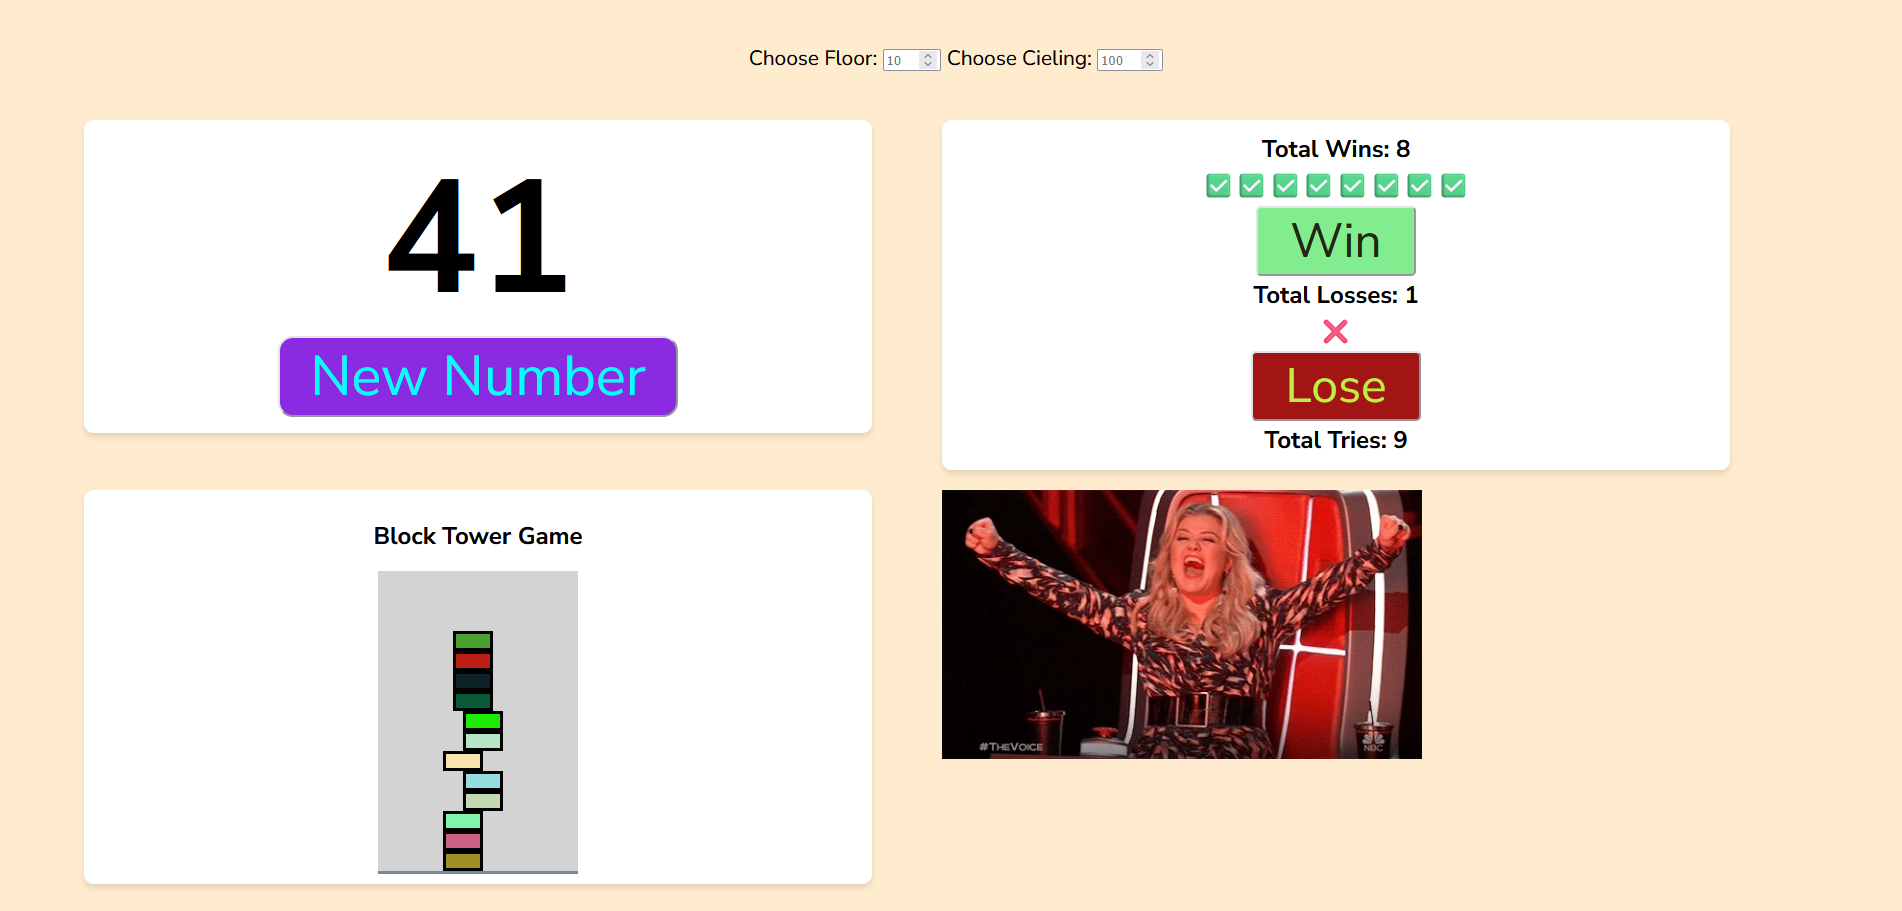 Choose Floor: 10 Choose Cieling: 100
41
New Number
Total Wins: 8
Win
Total Losses: 1
Lose
Total Tries: 9
Block Tower Game
#THEVOICE
NBC